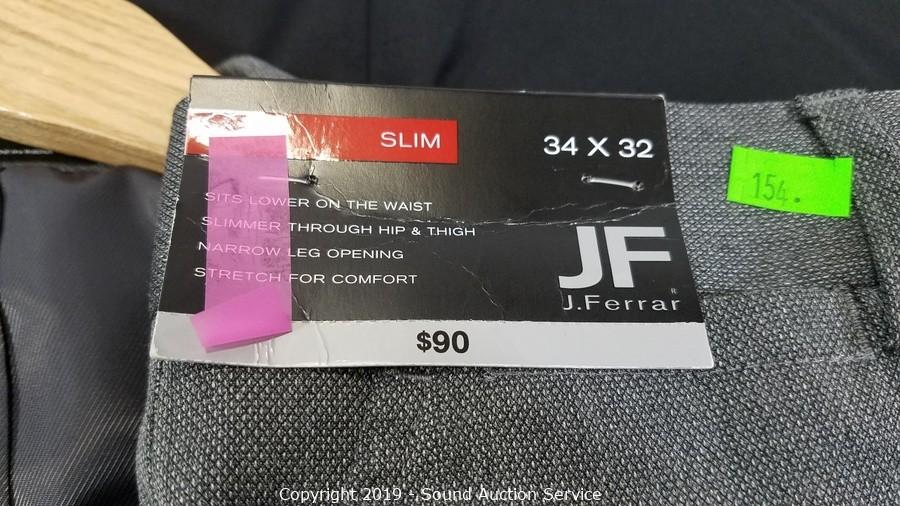 SLIM
34 X 32
154.
SITS LOWER ON THE WAIST
SLIMMER THROUGH HIP & THIGH
NARROW LEG OPENING
STRETCH FOR COMFORT
JF
J.Ferrar®
$90
Copyright 2019 - Sound Auction Service